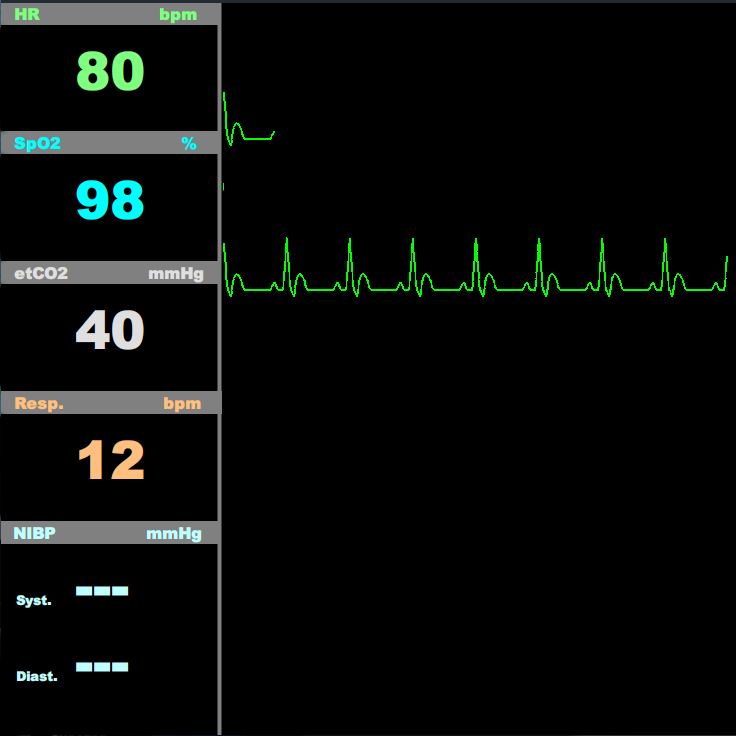 HR bpm
80
SpO2 %
98
etCO2 mmHg
40
Resp. bpm
12
NIBP mmHg
Syst. ---
Diast. ---